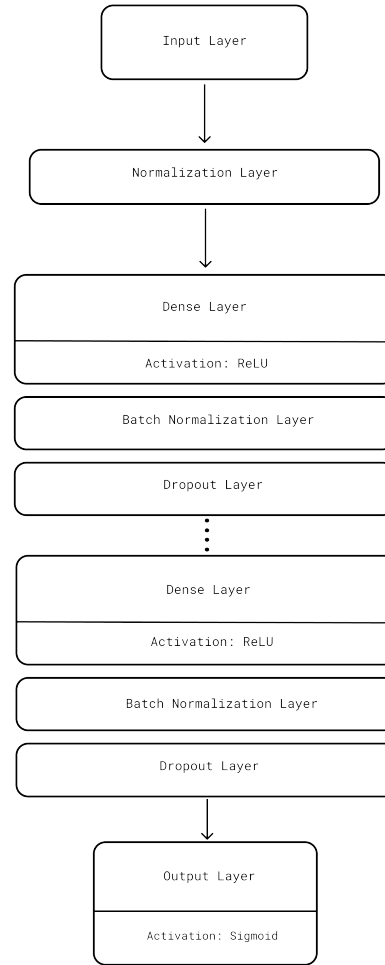 Input Layer
Normalization Layer
Dense Layer
Activation: ReLU
Batch Normalization Layer
Dropout Layer
Dense Layer
Activation: ReLU
Batch Normalization Layer
Dropout Layer
Output Layer
Activation: Sigmoid